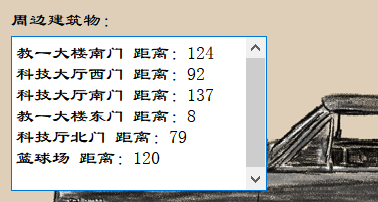 周边建筑物：
教一大楼南门 距离：124
科技大厅西门 距离：92
科技大厅南门 距离：137
教一大楼东门 距离：8
科技厅北门 距离：79
蓝球场 距离：120